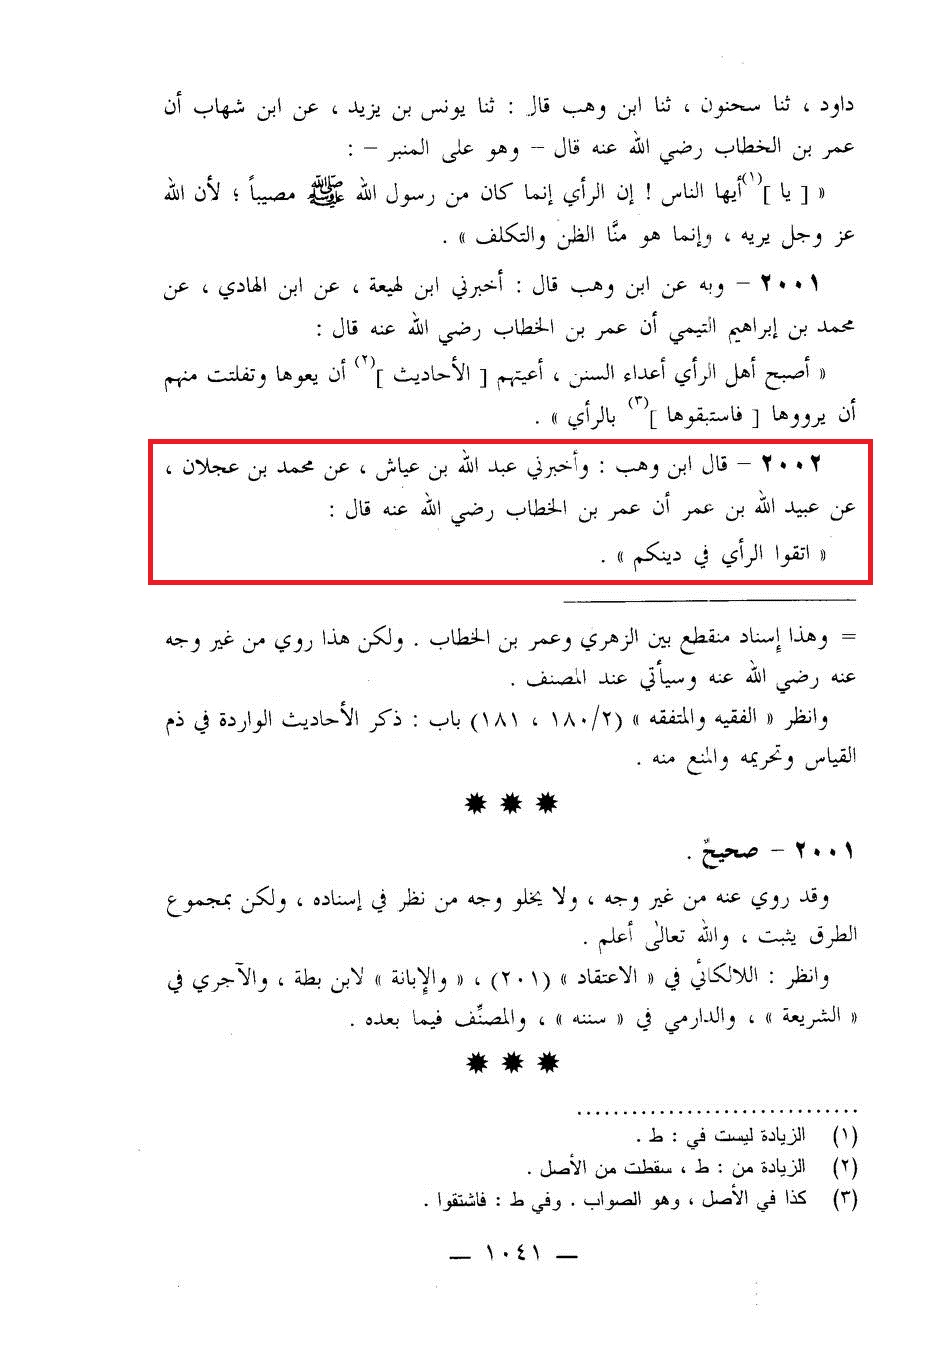 داود ، ثنا سحنون ، ثنا ابن وهب قال : ثنا يونس بن يزيد ، عن ابن شهاب أن
عمر بن الخطاب رضي الله عنه قال – وهو على المنبر – :
« [ يا ](١) أيها الناس ! إن الرأي إنما كان من رسول الله ﷺ مصيباً ؛ لأن الله
عز وجل يريه ، وإنما هو منَّا الظن والتكلف » .
٢٠٠١ – وبه عن ابن وهب قال : أخبرني ابن لهيعة ، عن ابن الهادي ، عن
محمد بن إبراهيم التيمي أن عمر بن الخطاب رضي الله عنه قال :
« أصبح أهل الرأي أعداء السنن ، أعيتهم [ الأحاديث ](٢) أن يعوها وتفلتت منهم
أن يرووها [ فاستبقوها ](٣) بالرأي » .
٢٠٠٢ – قال ابن وهب : وأخبرني عبد الله بن عياش ، عن محمد بن عجلان ،
عن عبيد الله بن عمر أن عمر بن الخطاب رضي الله عنه قال :
« اتقوا الرأي في دينكم » .
= وهذا إسناد منقطع بين الزهري وعمر بن الخطاب . ولكن هذا روي من غير وجه
عنه رضي الله عنه وسيأتي عند المصنف .
وانظر « الفقيه والمتفقه » (٢/١٨٠ ، ١٨١) باب : ذكر الأحاديث الواردة في ذم
القياس وتحريمه والمنع منه .
٢٠٠١ – صحيحٌ .
وقد روي عنه من غير وجه ، ولا يخلو وجه من نظر في إسناده ، ولكن بمجموع
الطرق يثبت ، والله تعالى أعلم .
وانظر : اللالكائي في « الاعتقاد » (٢٠١) ، « والإبانة » لابن بطة ، والآجري في
« الشريعة » ، والدارمي في « سننه » ، والمصنِّف فيما بعده .
(١) الزيادة ليست في : ط .
(٢) الزيادة من : ط ، سقطت من الأصل .
(٣) كذا في الأصل ، وهو الصواب . وفي ط : فاشتقوا .
— ١٠٤١ —